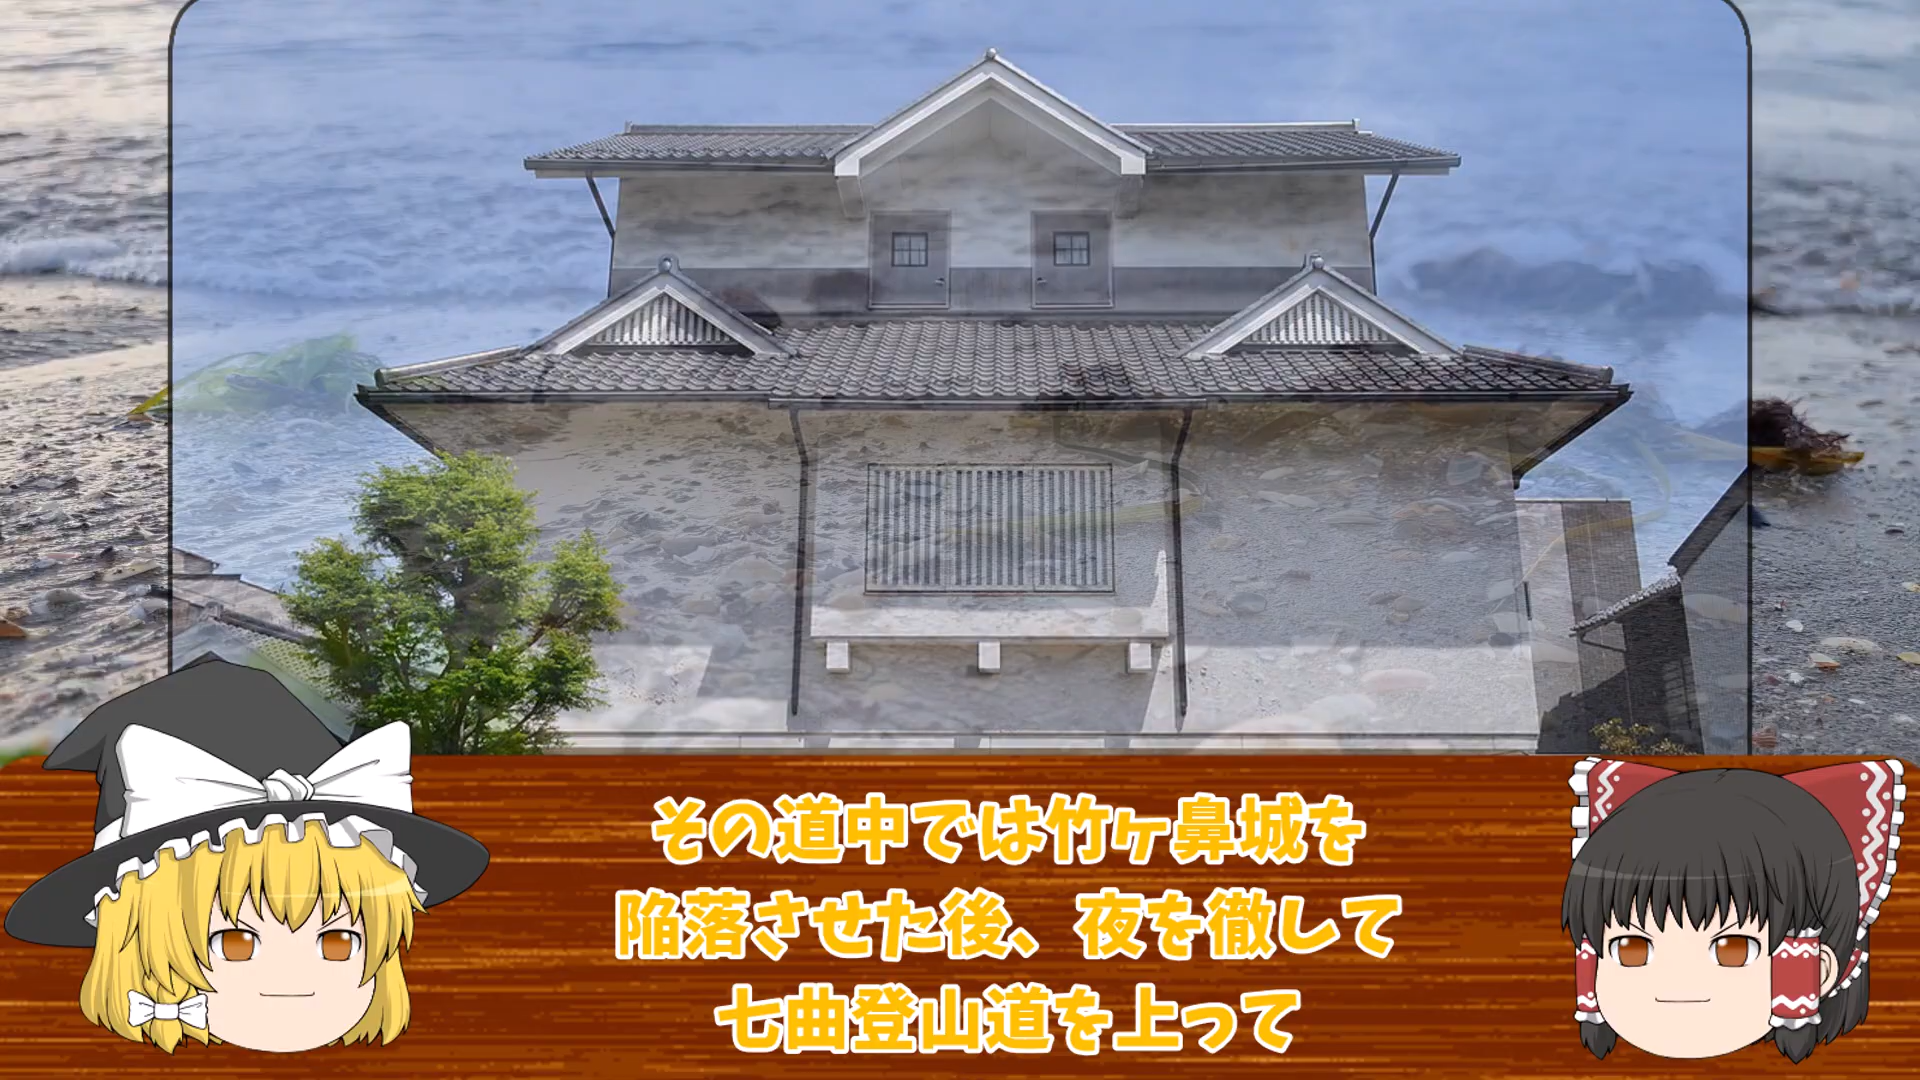 その道中では竹ヶ鼻城を
陥落させた後、夜を徹して
七曲登山道を上って